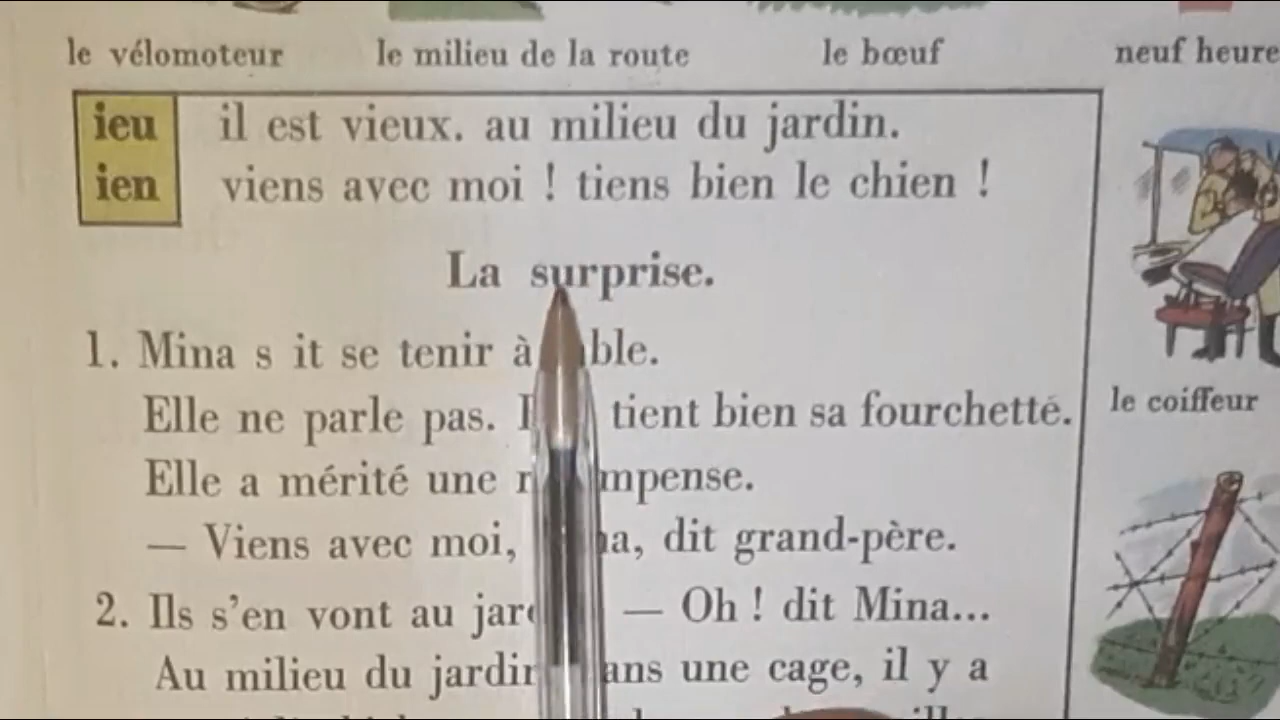 le vélomoteur le milieu de la route le bœuf neuf heure
ieu il est vieux. au milieu du jardin.
ien viens avec moi ! tiens bien le chien !
La surprise.
1. Mina s it se tenir à ble.
Elle ne parle pas. tient bien sa fourchette.
Elle a mérité une r mpense.
— Viens avec moi, a, dit grand-père.
2. Ils s'en vont au jar — Oh ! dit Mina...
Au milieu du jardin ans une cage, il y a
le coiffeur